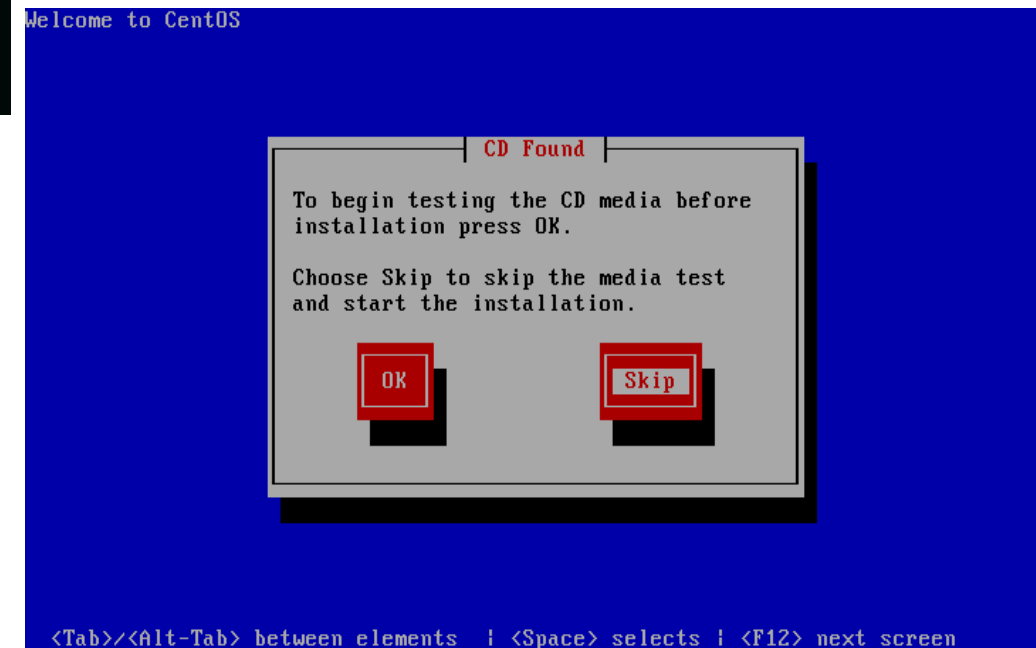 Welcome to CentOS
CD Found
To begin testing the CD media before
installation press OK.
Choose Skip to skip the media test
and start the installation.
OK Skip
<Tab>/<Alt-Tab> between elements | <Space> selects | <F12> next screen